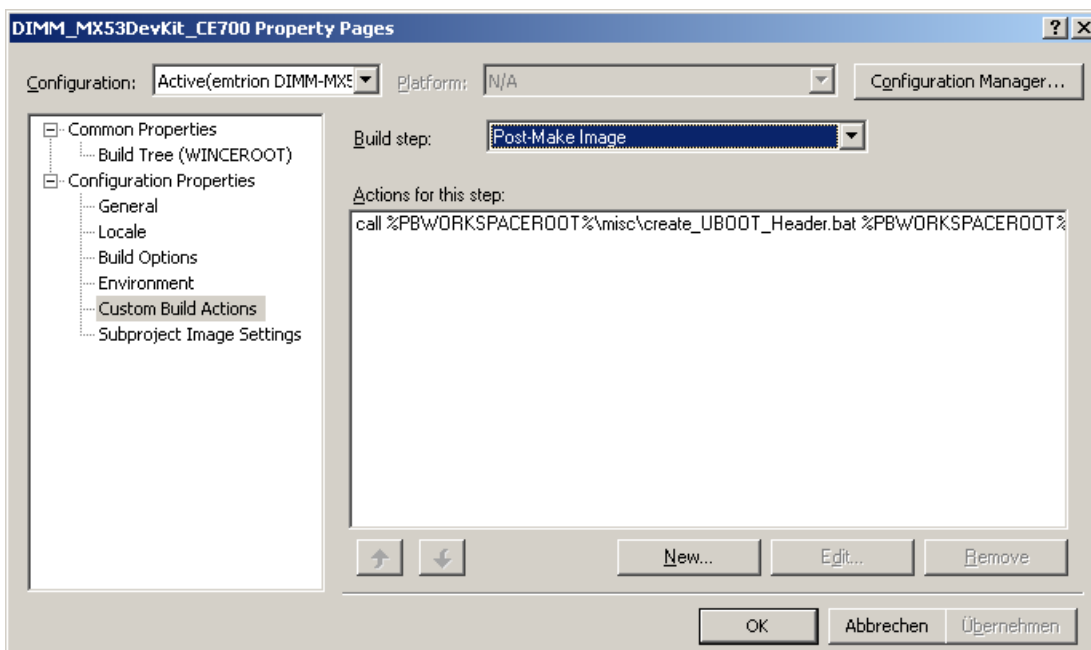 DIMM_MX53DevKit_CE700 Property Pages
Configuration: Active(emtrion DIMM-MX5 Platform: N/A Configuration Manager...
Common Properties
Build Tree (WINCEROOT)
Configuration Properties
General
Locale
Build Options
Environment
Custom Build Actions
Subproject Image Settings
Build step: Post-Make Image
Actions for this step:
call %PBWORKSPACEROOT%\misc\create_UBOOT_Header.bat %PBWORKSPACEROOT%
New... Edit... Remove
OK Abbrechen Übernehmen